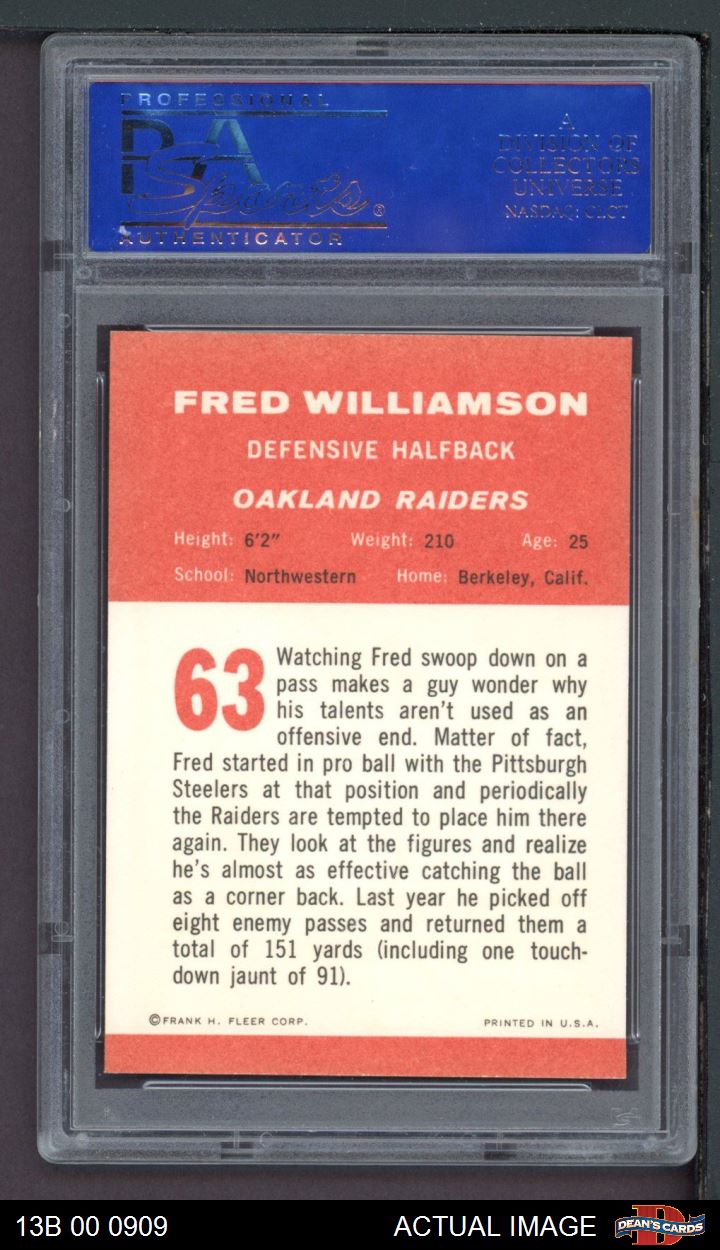 PROFESSIONAL
PSA
Sports®
AUTHENTICATOR
A
DIVISION OF
COLLECTORS
UNIVERSE
NASDAQ: CLCT
FRED WILLIAMSON
DEFENSIVE HALFBACK
OAKLAND RAIDERS
Height: 6'2" Weight: 210 Age: 25
School: Northwestern Home: Berkeley, Calif.
63
Watching Fred swoop down on a
pass makes a guy wonder why
his talents aren't used as an
offensive end. Matter of fact,
Fred started in pro ball with the Pittsburgh
Steelers at that position and periodically
the Raiders are tempted to place him there
again. They look at the figures and realize
he's almost as effective catching the ball
as a corner back. Last year he picked off
eight enemy passes and returned them a
total of 151 yards (including one touch-
down jaunt of 91).
©FRANK H. FLEER CORP. PRINTED IN U.S.A.
13B 00 0909 ACTUAL IMAGE D DEAN'S CARDS